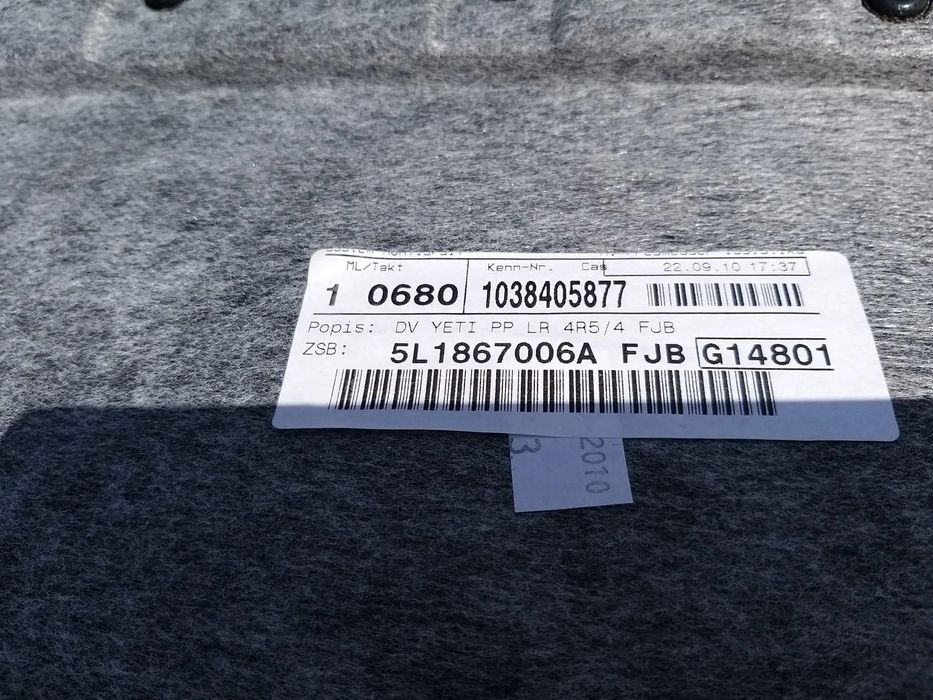 ML/Takt Kenn-Nr. Cas 22.09.10 17:37
1 0680 1038405877
Popis: DV YETI PP LR 4R5/4 FJB
ZSB: 5L1867006A FJB G14801
2010
3